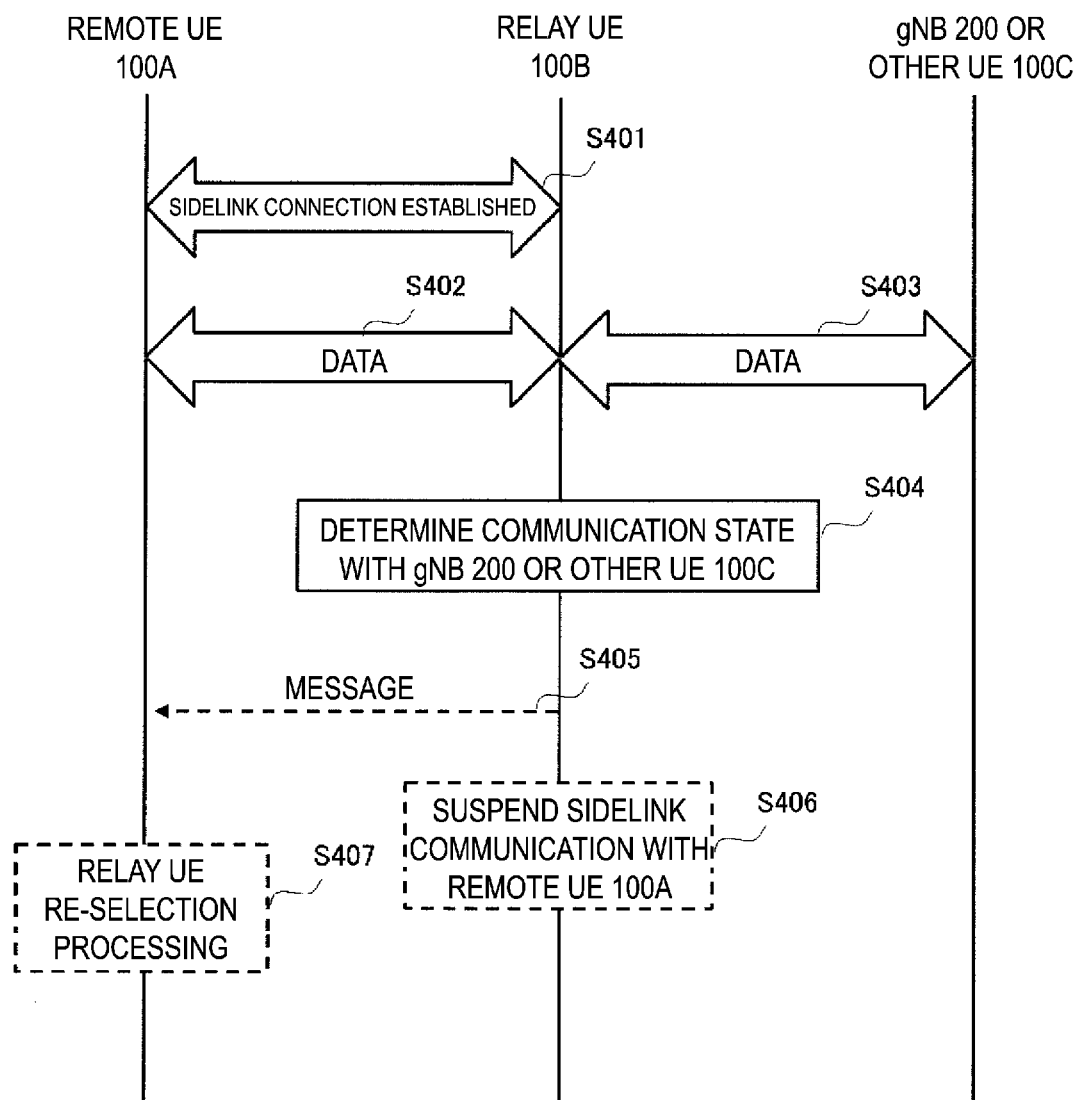 REMOTE UE
100A
RELAY UE
100B
gNB 200 OR
OTHER UE 100C
S401
SIDELINK CONNECTION ESTABLISHED
S402
DATA
S403
DATA
S404
DETERMINE COMMUNICATION STATE
WITH gNB 200 OR OTHER UE 100C
S405
MESSAGE
S406
SUSPEND SIDELINK
COMMUNICATION WITH
REMOTE UE 100A
S407
RELAY UE
RE-SELECTION
PROCESSING